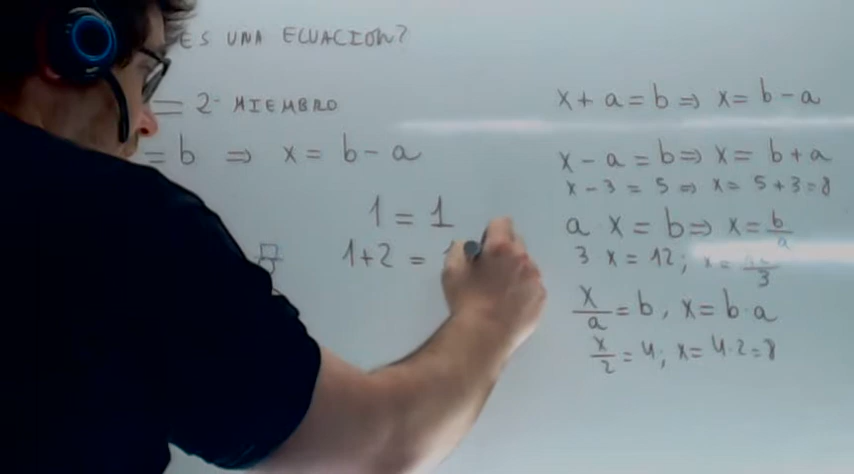 ES UNA ECUACION?
= 2· MIEMBRO
= b ⇒ x = b - a
1 = 1
1+2 =
x + a = b ⇒ x = b - a
x - a = b ⇒ x = b + a
x - 3 = 5 ⇒ x = 5 + 3 = 8
a x = b ⇒ x = b/a
3 x = 12; x = /3
x/a = b, x = b·a
x/2 = 4; x = 4·2 = 8